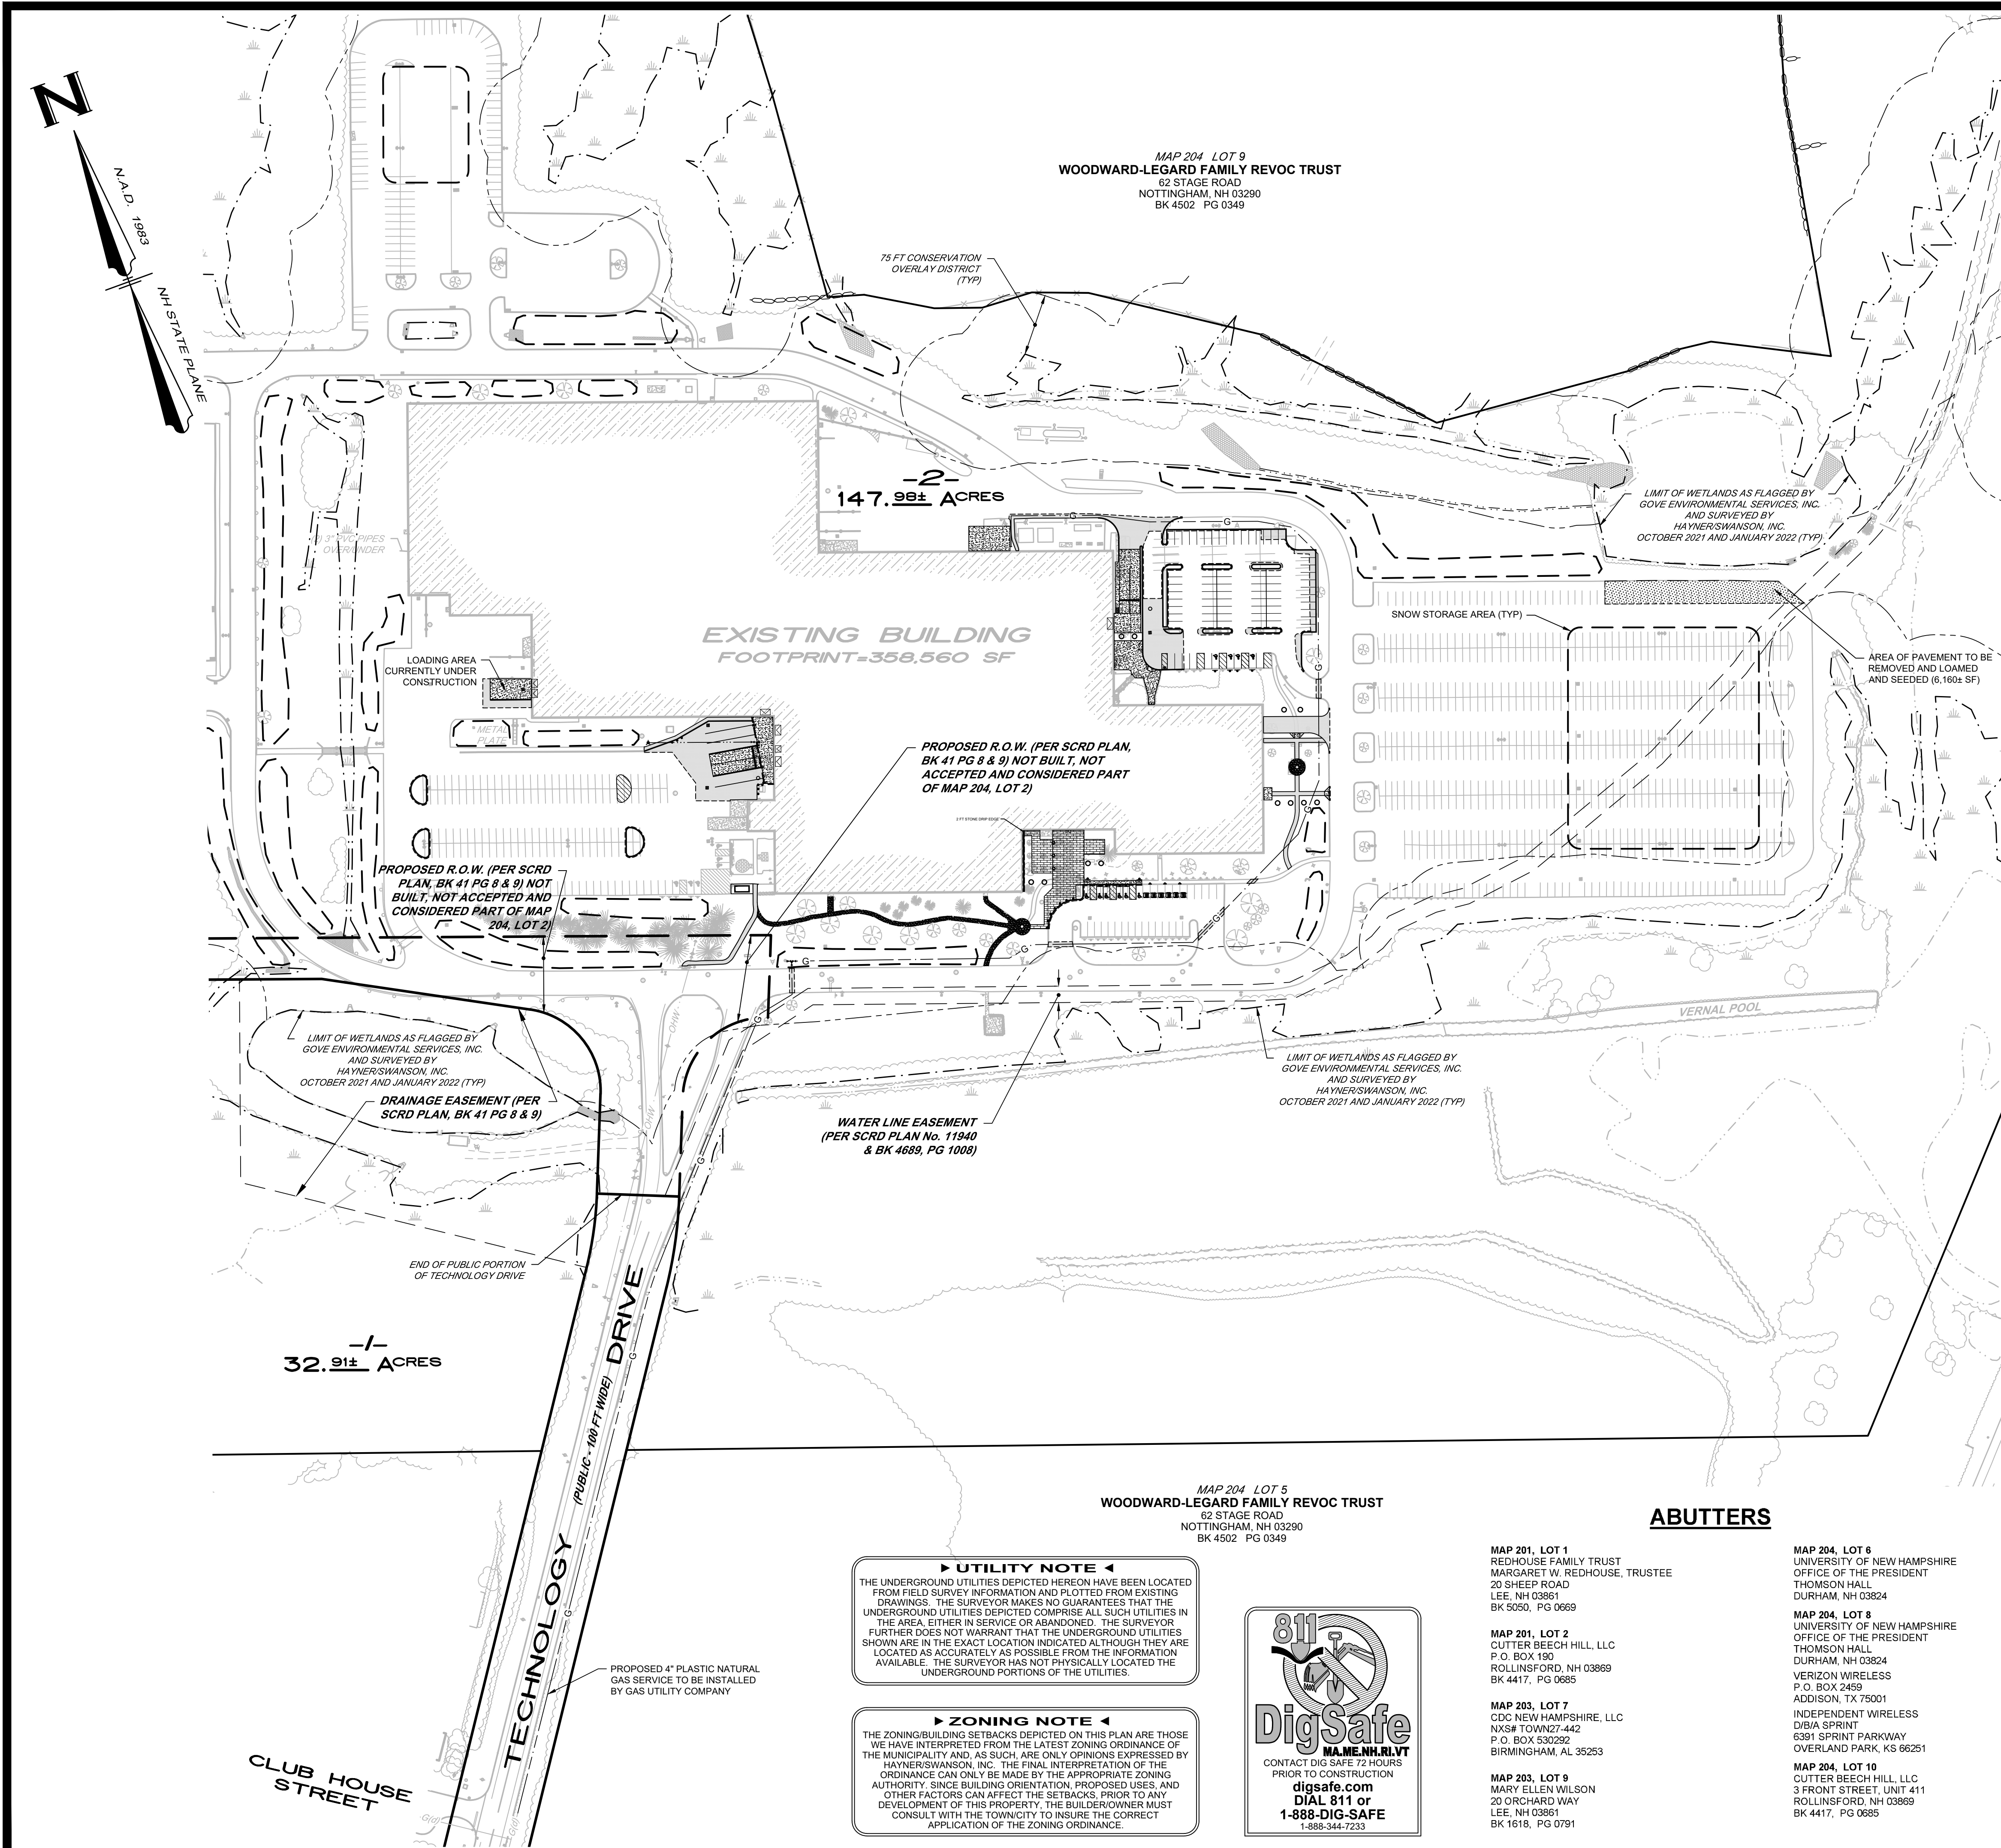 N
N.A.D. 1983
NH STATE PLANE
MAP 204 LOT 9
WOODWARD-LEGARD FAMILY REVOC TRUST
62 STAGE ROAD
NOTTINGHAM, NH 03290
BK 4502 PG 0349
75 FT CONSERVATION
OVERLAY DISTRICT
(TYP)
-2-
147.98± ACRES
LIMIT OF WETLANDS AS FLAGGED BY
GOVE ENVIRONMENTAL SERVICES, INC.
AND SURVEYED BY
HAYNER/SWANSON, INC.
OCTOBER 2021 AND JANUARY 2022 (TYP)
3" PVC PIPES
OVER/UNDER
SNOW STORAGE AREA (TYP)
EXISTING BUILDING
FOOTPRINT=358,560 SF
LOADING AREA
CURRENTLY UNDER
CONSTRUCTION
AREA OF PAVEMENT TO BE
REMOVED AND LOAMED
AND SEEDED (6,160± SF)
METAL
PLATE
PROPOSED R.O.W. (PER SCRD PLAN,
BK 41 PG 8 & 9) NOT BUILT, NOT
ACCEPTED AND CONSIDERED PART
OF MAP 204, LOT 2)
2 FT STONE DRIP EDGE
PROPOSED R.O.W. (PER SCRD
PLAN, BK 41 PG 8 & 9) NOT
BUILT, NOT ACCEPTED AND
CONSIDERED PART OF MAP
204, LOT 2)
VERNAL POOL
OHW
OHW
G
G
G
G
G
G
G
G
G
G
G
LIMIT OF WETLANDS AS FLAGGED BY
GOVE ENVIRONMENTAL SERVICES, INC.
AND SURVEYED BY
HAYNER/SWANSON, INC.
OCTOBER 2021 AND JANUARY 2022 (TYP)
LIMIT OF WETLANDS AS FLAGGED BY
GOVE ENVIRONMENTAL SERVICES, INC.
AND SURVEYED BY
HAYNER/SWANSON, INC.
OCTOBER 2021 AND JANUARY 2022 (TYP)
DRAINAGE EASEMENT (PER
SCRD PLAN, BK 41 PG 8 & 9)
WATER LINE EASEMENT
(PER SCRD PLAN No. 11940
& BK 4689, PG 1008)
END OF PUBLIC PORTION
OF TECHNOLOGY DRIVE
-1-
32.91± ACRES
TECHNOLOGY DRIVE
(PUBLIC - 100 FT WIDE)
PROPOSED 4" PLASTIC NATURAL
GAS SERVICE TO BE INSTALLED
BY GAS UTILITY COMPANY
CLUB HOUSE
STREET
G(d)
G(d)
MAP 204 LOT 5
WOODWARD-LEGARD FAMILY REVOC TRUST
62 STAGE ROAD
NOTTINGHAM, NH 03290
BK 4502 PG 0349
UTILITY NOTE
THE UNDERGROUND UTILITIES DEPICTED HEREON HAVE BEEN LOCATED
FROM FIELD SURVEY INFORMATION AND PLOTTED FROM EXISTING
DRAWINGS. THE SURVEYOR MAKES NO GUARANTEES THAT THE
UNDERGROUND UTILITIES DEPICTED COMPRISE ALL SUCH UTILITIES IN
THE AREA, EITHER IN SERVICE OR ABANDONED. THE SURVEYOR
FURTHER DOES NOT WARRANT THAT THE UNDERGROUND UTILITIES
SHOWN ARE IN THE EXACT LOCATION INDICATED ALTHOUGH THEY ARE
LOCATED AS ACCURATELY AS POSSIBLE FROM THE INFORMATION
AVAILABLE. THE SURVEYOR HAS NOT PHYSICALLY LOCATED THE
UNDERGROUND PORTIONS OF THE UTILITIES.
ZONING NOTE
THE ZONING/BUILDING SETBACKS DEPICTED ON THIS PLAN ARE THOSE
WE HAVE INTERPRETED FROM THE LATEST ZONING ORDINANCE OF
THE MUNICIPALITY AND, AS SUCH, ARE ONLY OPINIONS EXPRESSED BY
HAYNER/SWANSON, INC. THE FINAL INTERPRETATION OF THE
ORDINANCE CAN ONLY BE MADE BY THE APPROPRIATE ZONING
AUTHORITY. SINCE BUILDING ORIENTATION, PROPOSED USES, AND
OTHER FACTORS CAN AFFECT THE SETBACKS, PRIOR TO ANY
DEVELOPMENT OF THIS PROPERTY, THE BUILDER/OWNER MUST
CONSULT WITH THE TOWN/CITY TO INSURE THE CORRECT
APPLICATION OF THE ZONING ORDINANCE.
811
DigSafe
MA.ME.NH.RI.VT
CONTACT DIG SAFE 72 HOURS
PRIOR TO CONSTRUCTION
digsafe.com
DIAL 811 or
1-888-DIG-SAFE
1-888-344-7233
ABUTTERS
MAP 201, LOT 1
REDHOUSE FAMILY TRUST
MARGARET W. REDHOUSE, TRUSTEE
20 SHEEP ROAD
LEE, NH 03861
BK 5050, PG 0669
MAP 201, LOT 2
CUTTER BEECH HILL, LLC
P.O. BOX 190
ROLLINSFORD, NH 03869
BK 4417, PG 0685
MAP 203, LOT 7
CDC NEW HAMPSHIRE, LLC
NXS# TOWN27-442
P.O. BOX 530292
BIRMINGHAM, AL 35253
MAP 203, LOT 9
MARY ELLEN WILSON
20 ORCHARD WAY
LEE, NH 03861
BK 1618, PG 0791
MAP 204, LOT 6
UNIVERSITY OF NEW HAMPSHIRE
OFFICE OF THE PRESIDENT
THOMSON HALL
DURHAM, NH 03824
MAP 204, LOT 8
UNIVERSITY OF NEW HAMPSHIRE
OFFICE OF THE PRESIDENT
THOMSON HALL
DURHAM, NH 03824
VERIZON WIRELESS
P.O. BOX 2459
ADDISON, TX 75001
INDEPENDENT WIRELESS
D/B/A SPRINT
6391 SPRINT PARKWAY
OVERLAND PARK, KS 66251
MAP 204, LOT 10
CUTTER BEECH HILL, LLC
3 FRONT STREET, UNIT 411
ROLLINSFORD, NH 03869
BK 4417, PG 0685